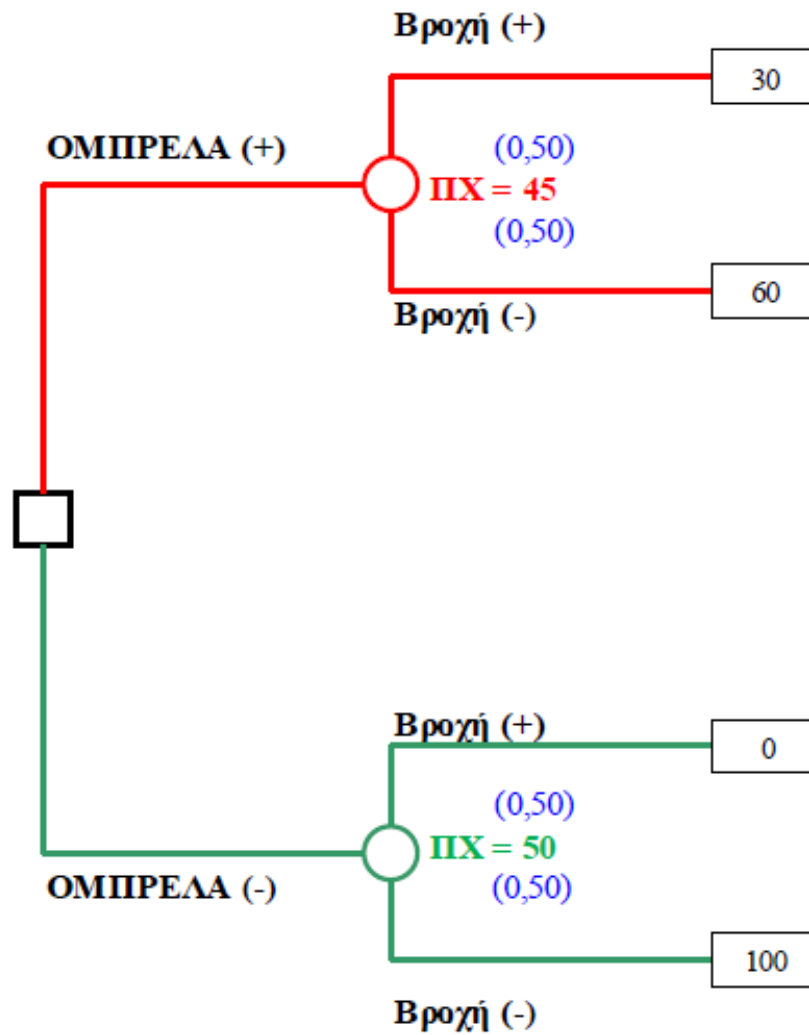 Βροχή (+)
30
ΟΜΠΡΕΛΑ (+)
(0,50)
ΠΧ = 45
(0,50)
60
Βροχή (-)
Βροχή (+)
0
(0,50)
ΠΧ = 50
ΟΜΠΡΕΛΑ (-)
(0,50)
100
Βροχή (-)